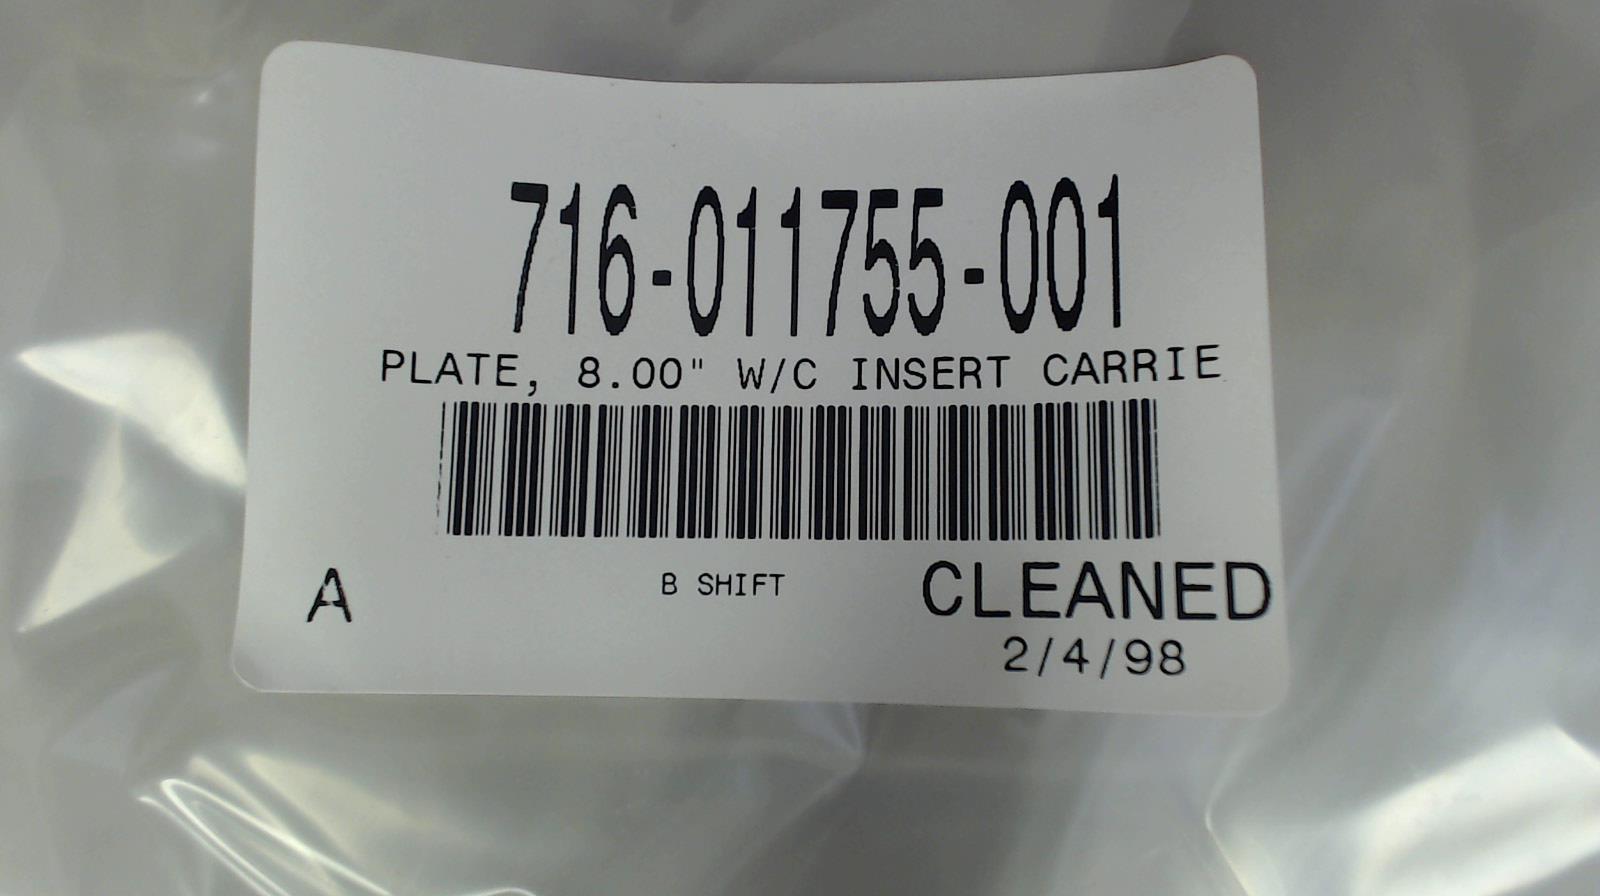 716-011755-001
PLATE, 8.00" W/C INSERT CARRIE
A
B SHIFT
CLEANED
2/4/98